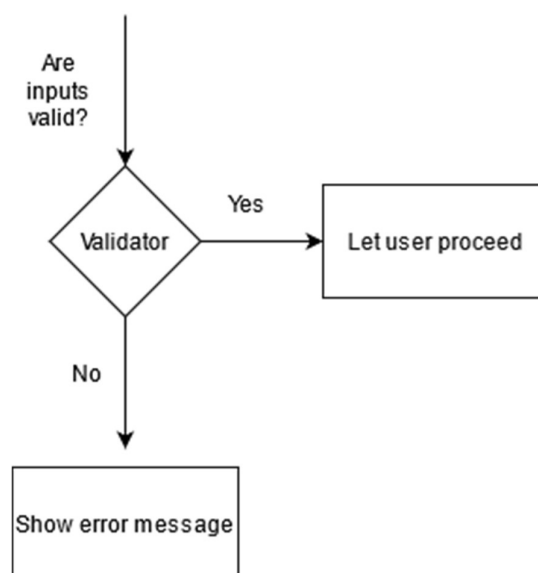 Are
inputs
valid?
Validator
Yes
Let user proceed
No
Show error message